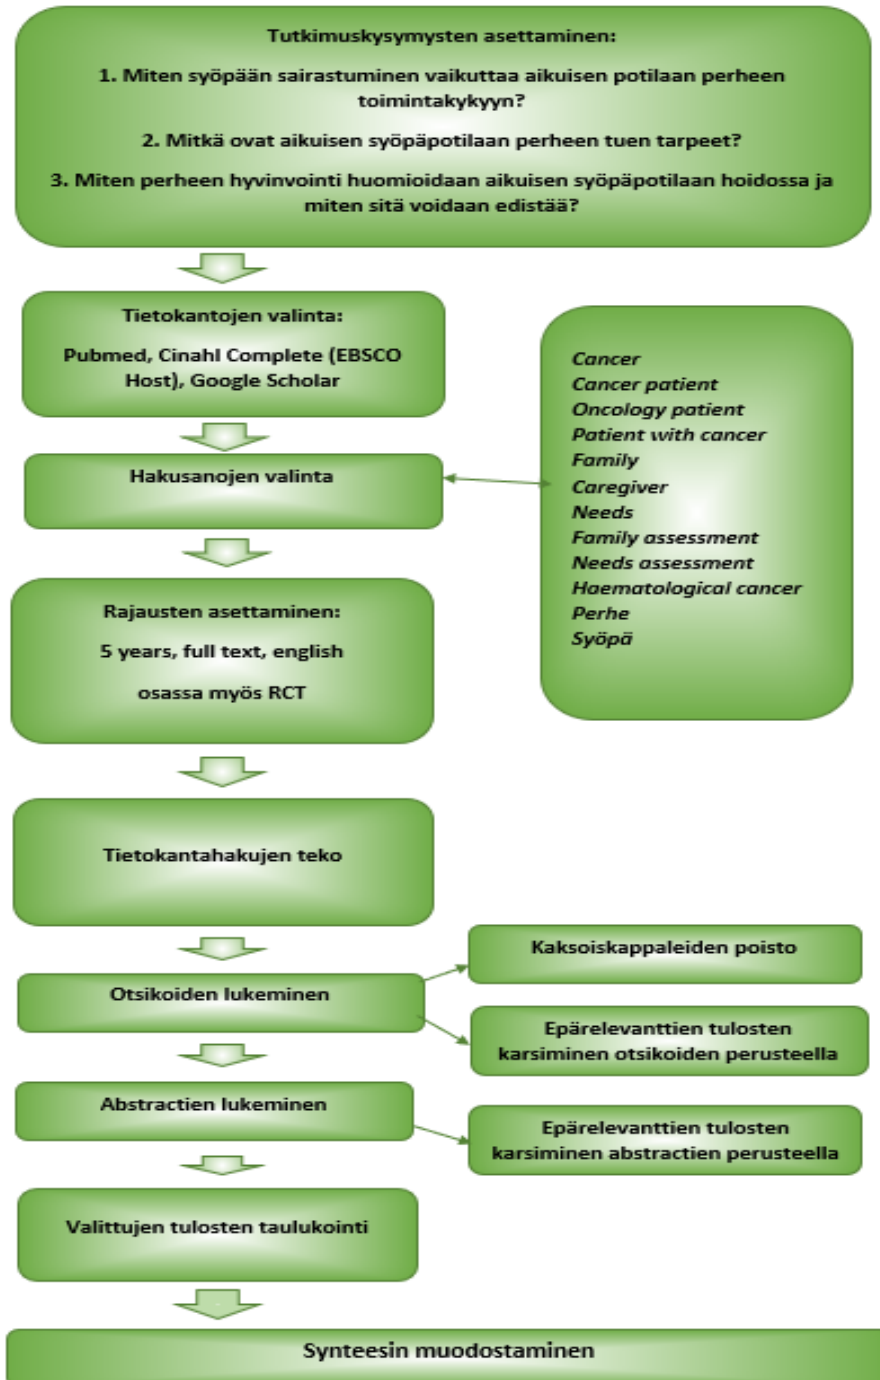 Tutkimuskysymysten asettaminen:
1. Miten syöpään sairastuminen vaikuttaa aikuisen potilaan perheen
toimintakykyyn?
2. Mitkä ovat aikuisen syöpäpotilaan perheen tuen tarpeet?
3. Miten perheen hyvinvointi huomioidaan aikuisen syöpäpotilaan hoidossa ja
miten sitä voidaan edistää?
Tietokantojen valinta:
Pubmed, Cinahl Complete (EBSCO
Host), Google Scholar
Hakusanojen valinta
Cancer
Cancer patient
Oncology patient
Patient with cancer
Family
Caregiver
Needs
Family assessment
Needs assessment
Haematological cancer
Perhe
Syöpä
Rajausten asettaminen:
5 years, full text, english
osassa myös RCT
Tietokantahakujen teko
Otsikoiden lukeminen
Kaksoiskappaleiden poisto
Epärelevanttien tulosten
karsiminen otsikoiden perusteella
Abstractien lukeminen
Epärelevanttien tulosten
karsiminen abstractien perusteella
Valittujen tulosten taulukointi
Synteesin muodostaminen